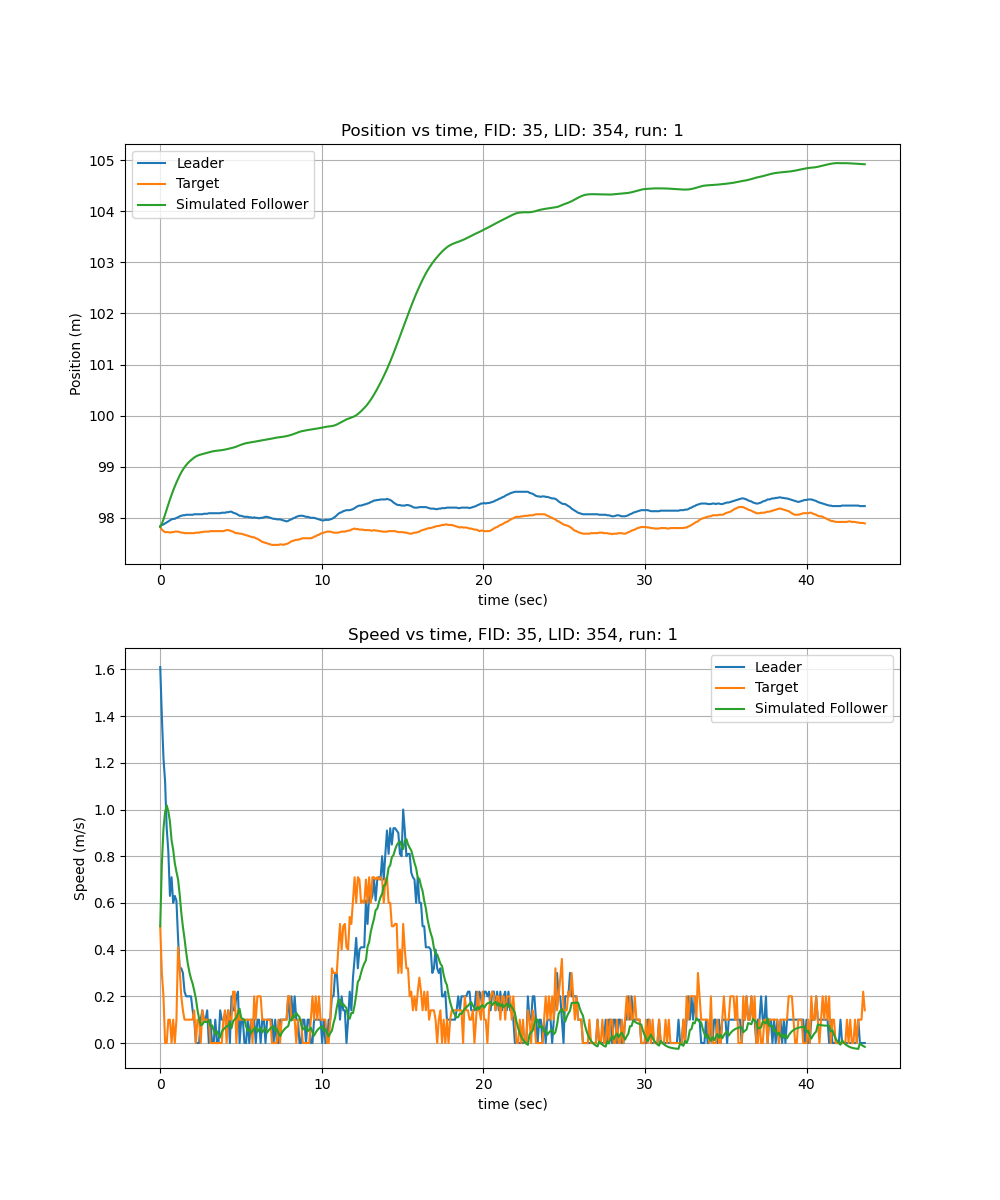 Position vs time, FID: 35, LID: 354, run: 1
Leader
Target
Simulated Follower
105
104
103
102
101
100
99
98
Position (m)
0 10 20 30 40
time (sec)
Speed vs time, FID: 35, LID: 354, run: 1
Leader
Target
Simulated Follower
1.6
1.4
1.2
1.0
0.8
0.6
0.4
0.2
0.0
Speed (m/s)
0 10 20 30 40
time (sec)